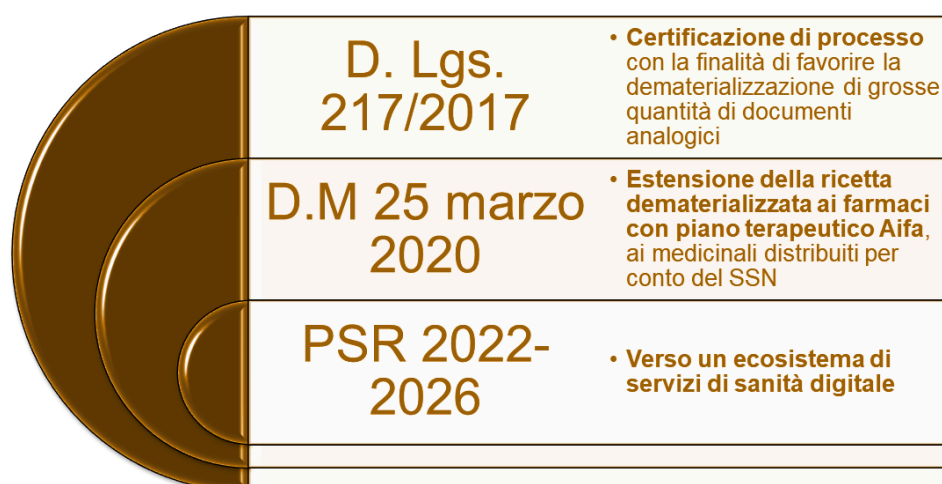 D. Lgs.
217/2017
• Certificazione di processo
con la finalità di favorire la
dematerializzazione di grosse
quantità di documenti
analogici
D.M 25 marzo
2020
• Estensione della ricetta
dematerializzata ai farmaci
con piano terapeutico Aifa,
ai medicinali distribuiti per
conto del SSN
PSR 2022-
2026
• Verso un ecosistema di
servizi di sanità digitale